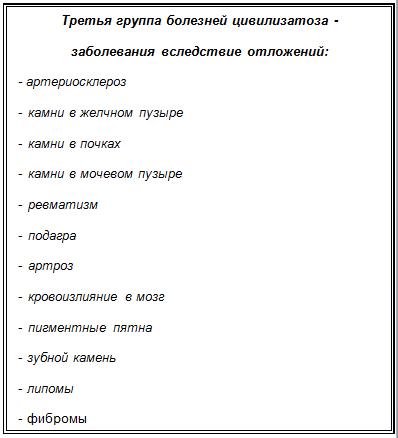 Третья группа болезней цивилизатоза -
заболевания вследствие отложений:
- артериосклероз
- камни в желчном пузыре
- камни в почках
- камни в мочевом пузыре
- ревматизм
- подагра
- артроз
- кровоизлияние в мозг
- пигментные пятна
- зубной камень
- липомы
- фибромы